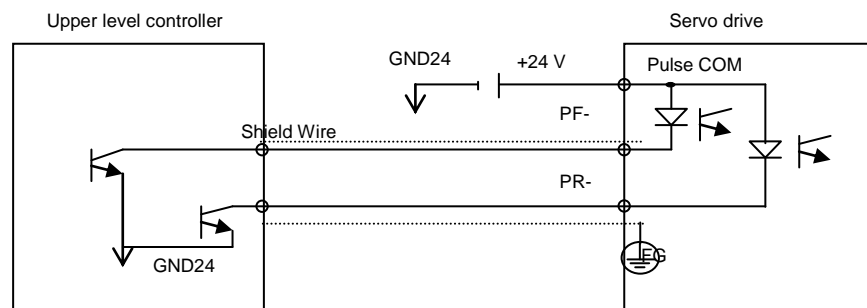 Upper level controller
Servo drive
GND24
+24 V
Pulse COM
PF-
Shield Wire
PR-
GND24
FG